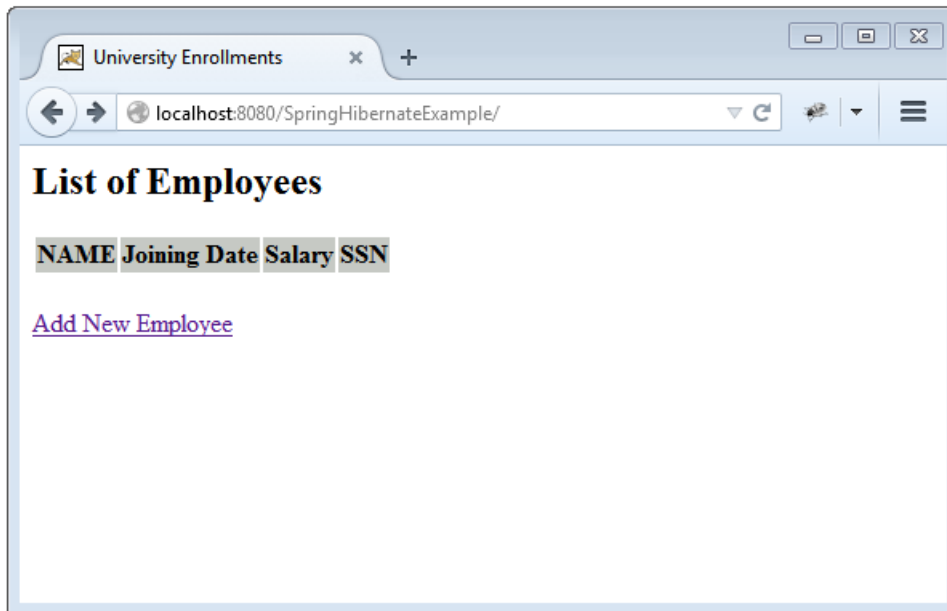 University Enrollments
localhost:8080/SpringHibernateExample/
List of Employees
NAME Joining Date Salary SSN
Add New Employee